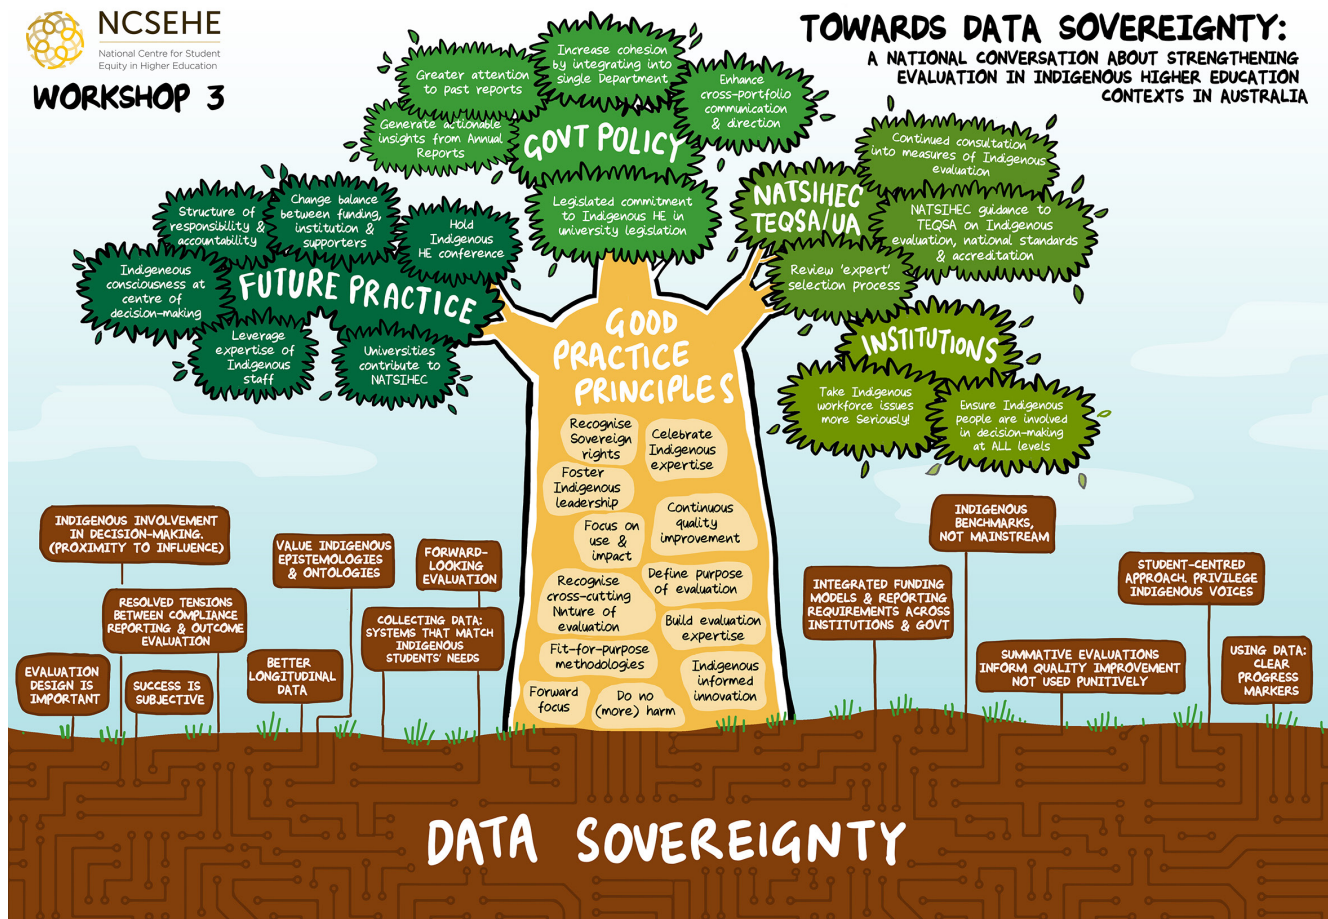 NCSEHE
National Centre for Student
Equity in Higher Education
WORKSHOP 3
TOWARDS DATA SOVEREIGNTY:
A NATIONAL CONVERSATION ABOUT STRENGTHENING
EVALUATION IN INDIGENOUS HIGHER EDUCATION
CONTEXTS IN AUSTRALIA
GOVT POLICY
Greater attention
to past reports
Increase cohesion
by integrating into
single Department
Enhance
cross-portfolio
communication
& direction
Generate actionable
insights from Annual
Reports
Legislated commitment
to Indigenous HE in
university legislation
NATSIHEC
TEQSA/UA
Continued consultation
into measures of Indigenous
evaluation
NATSIHEC guidance to
TEQSA on Indigenous
evaluation, national standards
& accreditation
Review 'expert'
selection process
FUTURE PRACTICE
Structure of
responsibility &
accountability
Change balance
between funding,
institution &
supporters
Hold
Indigenous
HE conference
Indigeneous
consciousness at
centre of
decision-making
Leverage
expertise of
Indigenous
staff
Universities
contribute to
NATSIHEC
INSTITUTIONS
Take Indigenous
workforce issues
more Seriously!
Ensure Indigenous
people are involved
in decision-making
at ALL levels
GOOD
PRACTICE
PRINCIPLES
Recognise
Sovereign
rights
Celebrate
Indigenous
expertise
Foster
Indigenous
leadership
Continuous
quality
improvement
Focus on
use &
impact
Define purpose
of evaluation
Recognise
cross-cutting
Nature of
evaluation
Build evaluation
expertise
Fit-for-purpose
methodologies
Indigenous
informed
innovation
Forward
focus
Do no
(more) harm
INDIGENOUS INVOLVEMENT
IN DECISION-MAKING.
(PROXIMITY TO INFLUENCE)
RESOLVED TENSIONS
BETWEEN COMPLIANCE
REPORTING & OUTCOME
EVALUATION
EVALUATION
DESIGN IS
IMPORTANT
SUCCESS IS
SUBJECTIVE
VALUE INDIGENOUS
EPISTEMOLOGIES
& ONTOLOGIES
BETTER
LONGITUDINAL
DATA
FORWARD-
LOOKING
EVALUATION
COLLECTING DATA:
SYSTEMS THAT MATCH
INDIGENOUS
STUDENTS' NEEDS
INDIGENOUS
BENCHMARKS,
NOT MAINSTREAM
INTEGRATED FUNDING
MODELS & REPORTING
REQUIREMENTS ACROSS
INSTITUTIONS & GOVT
STUDENT-CENTRED
APPROACH. PRIVILEGE
INDIGENOUS VOICES
SUMMATIVE EVALUATIONS
INFORM QUALITY IMPROVEMENT
NOT USED PUNITIVELY
USING DATA:
CLEAR
PROGRESS
MARKERS
DATA SOVEREIGNTY